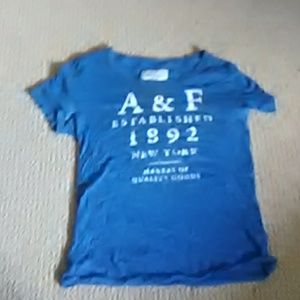 A & F
ESTABLISHED
1892
NEW YORK
MAKERS OF
QUALITY GOODS